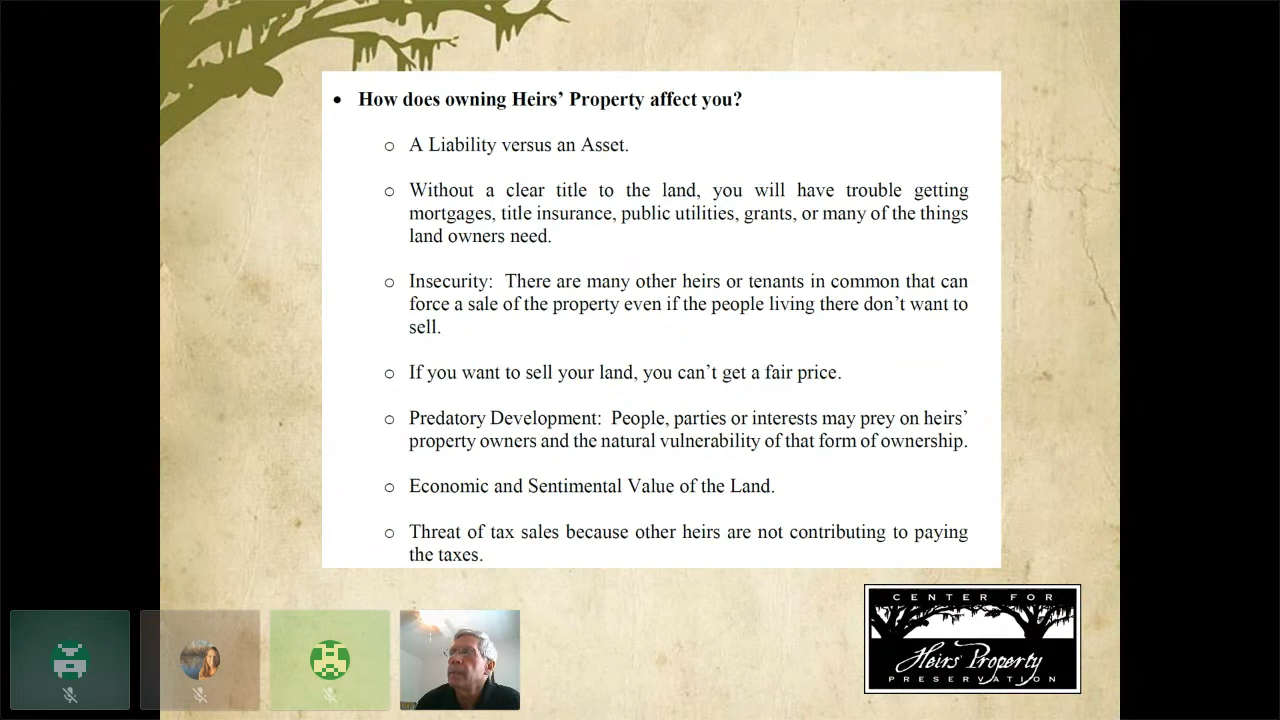 • How does owning Heirs’ Property affect you?
o A Liability versus an Asset.
o Without a clear title to the land, you will have trouble getting
mortgages, title insurance, public utilities, grants, or many of the things
land owners need.
o Insecurity: There are many other heirs or tenants in common that can
force a sale of the property even if the people living there don’t want to
sell.
o If you want to sell your land, you can’t get a fair price.
o Predatory Development: People, parties or interests may prey on heirs’
property owners and the natural vulnerability of that form of ownership.
o Economic and Sentimental Value of the Land.
o Threat of tax sales because other heirs are not contributing to paying
the taxes.
CENTER FOR
Heirs' Property
PRESERVATION